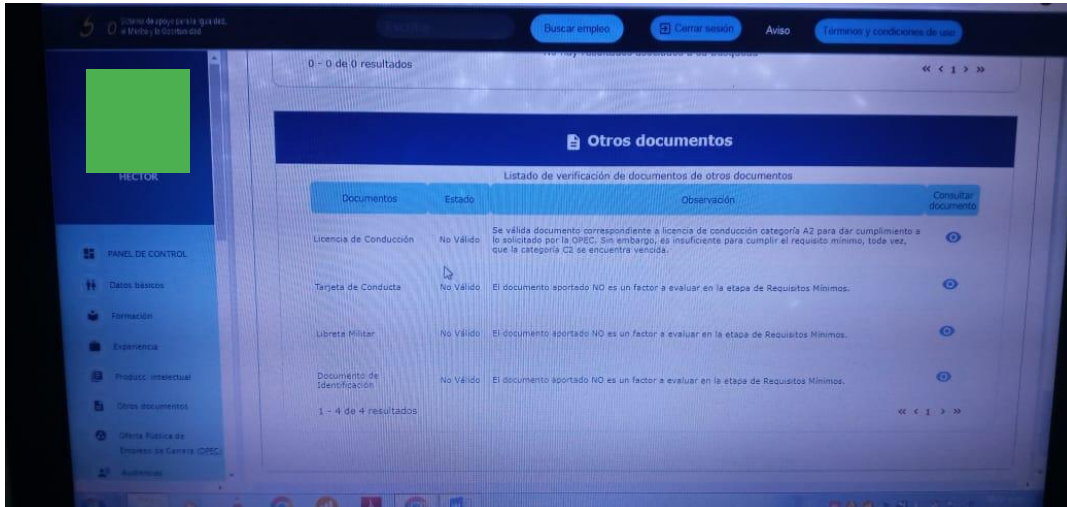 Buscar empleo
Cerrar sesión
Aviso
Términos y condiciones de uso
0 - 0 de 0 resultados
« < 1 > »
Otros documentos
HECTOR
Listado de verificación de documentos de otros documentos
Documentos Estado Observación Consultar documento
Licencia de Conducción No Válido Se válida documento correspondiente a licencia de conducción categoría A2 para dar cumplimiento a
lo solicitado por la OPEC. Sin embargo, es insuficiente para cumplir el requisito mínimo, toda vez,
que la categoría C2 se encuentra vencida.
PANEL DE CONTROL
Tarjeta de Conducta No Válido El documento aportado NO es un factor a evaluar en la etapa de Requisitos Mínimos.
Datos básicos
Formación
Libreta Militar No Válido El documento aportado NO es un factor a evaluar en la etapa de Requisitos Mínimos.
Experiencia
Producc. intelectual
Documento de
Identificación No Válido El documento aportado NO es un factor a evaluar en la etapa de Requisitos Mínimos.
Otros documentos
1 - 4 de 4 resultados « < 1 > »
Oferta Pública de
Empleos de Carrera (OPEC)
Audiencias